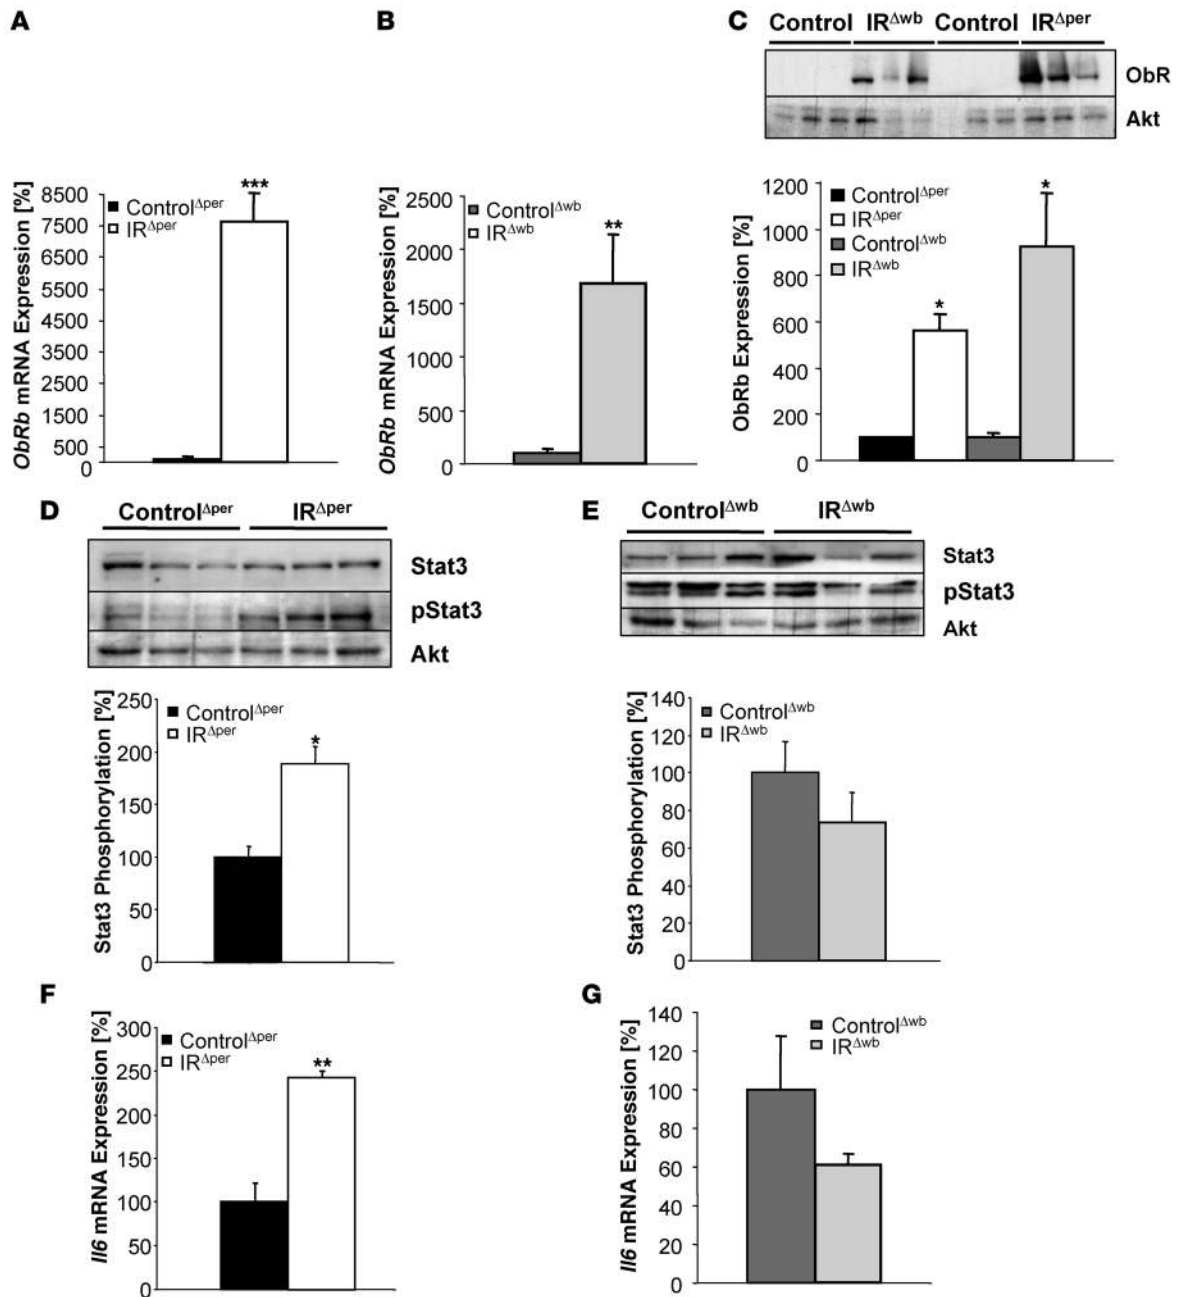 A
B
C
Control IR^Δwb Control IR^Δper
ObR
Akt
ObRb mRNA Expression [%]
8500
7500
6500
5500
4500
3500
2500
1500
500
0
Control^Δper
IR^Δper
***
ObRb mRNA Expression [%]
2500
2000
1500
1000
500
0
Control^Δwb
IR^Δwb
**
ObRb Expression [%]
1200
1000
800
600
400
200
0
Control^Δper
IR^Δper
Control^Δwb
IR^Δwb
*
*
D
Control^Δper IR^Δper
Stat3
pStat3
Akt
Stat3 Phosphorylation [%]
250
200
150
100
50
0
Control^Δper
IR^Δper
*
E
Control^Δwb IR^Δwb
Stat3
pStat3
Akt
Stat3 Phosphorylation [%]
140
120
100
80
60
40
20
0
Control^Δwb
IR^Δwb
F
Il6 mRNA Expression [%]
300
250
200
150
100
50
0
Control^Δper
IR^Δper
**
G
Il6 mRNA Expression [%]
140
120
100
80
60
40
20
0
Control^Δwb
IR^Δwb